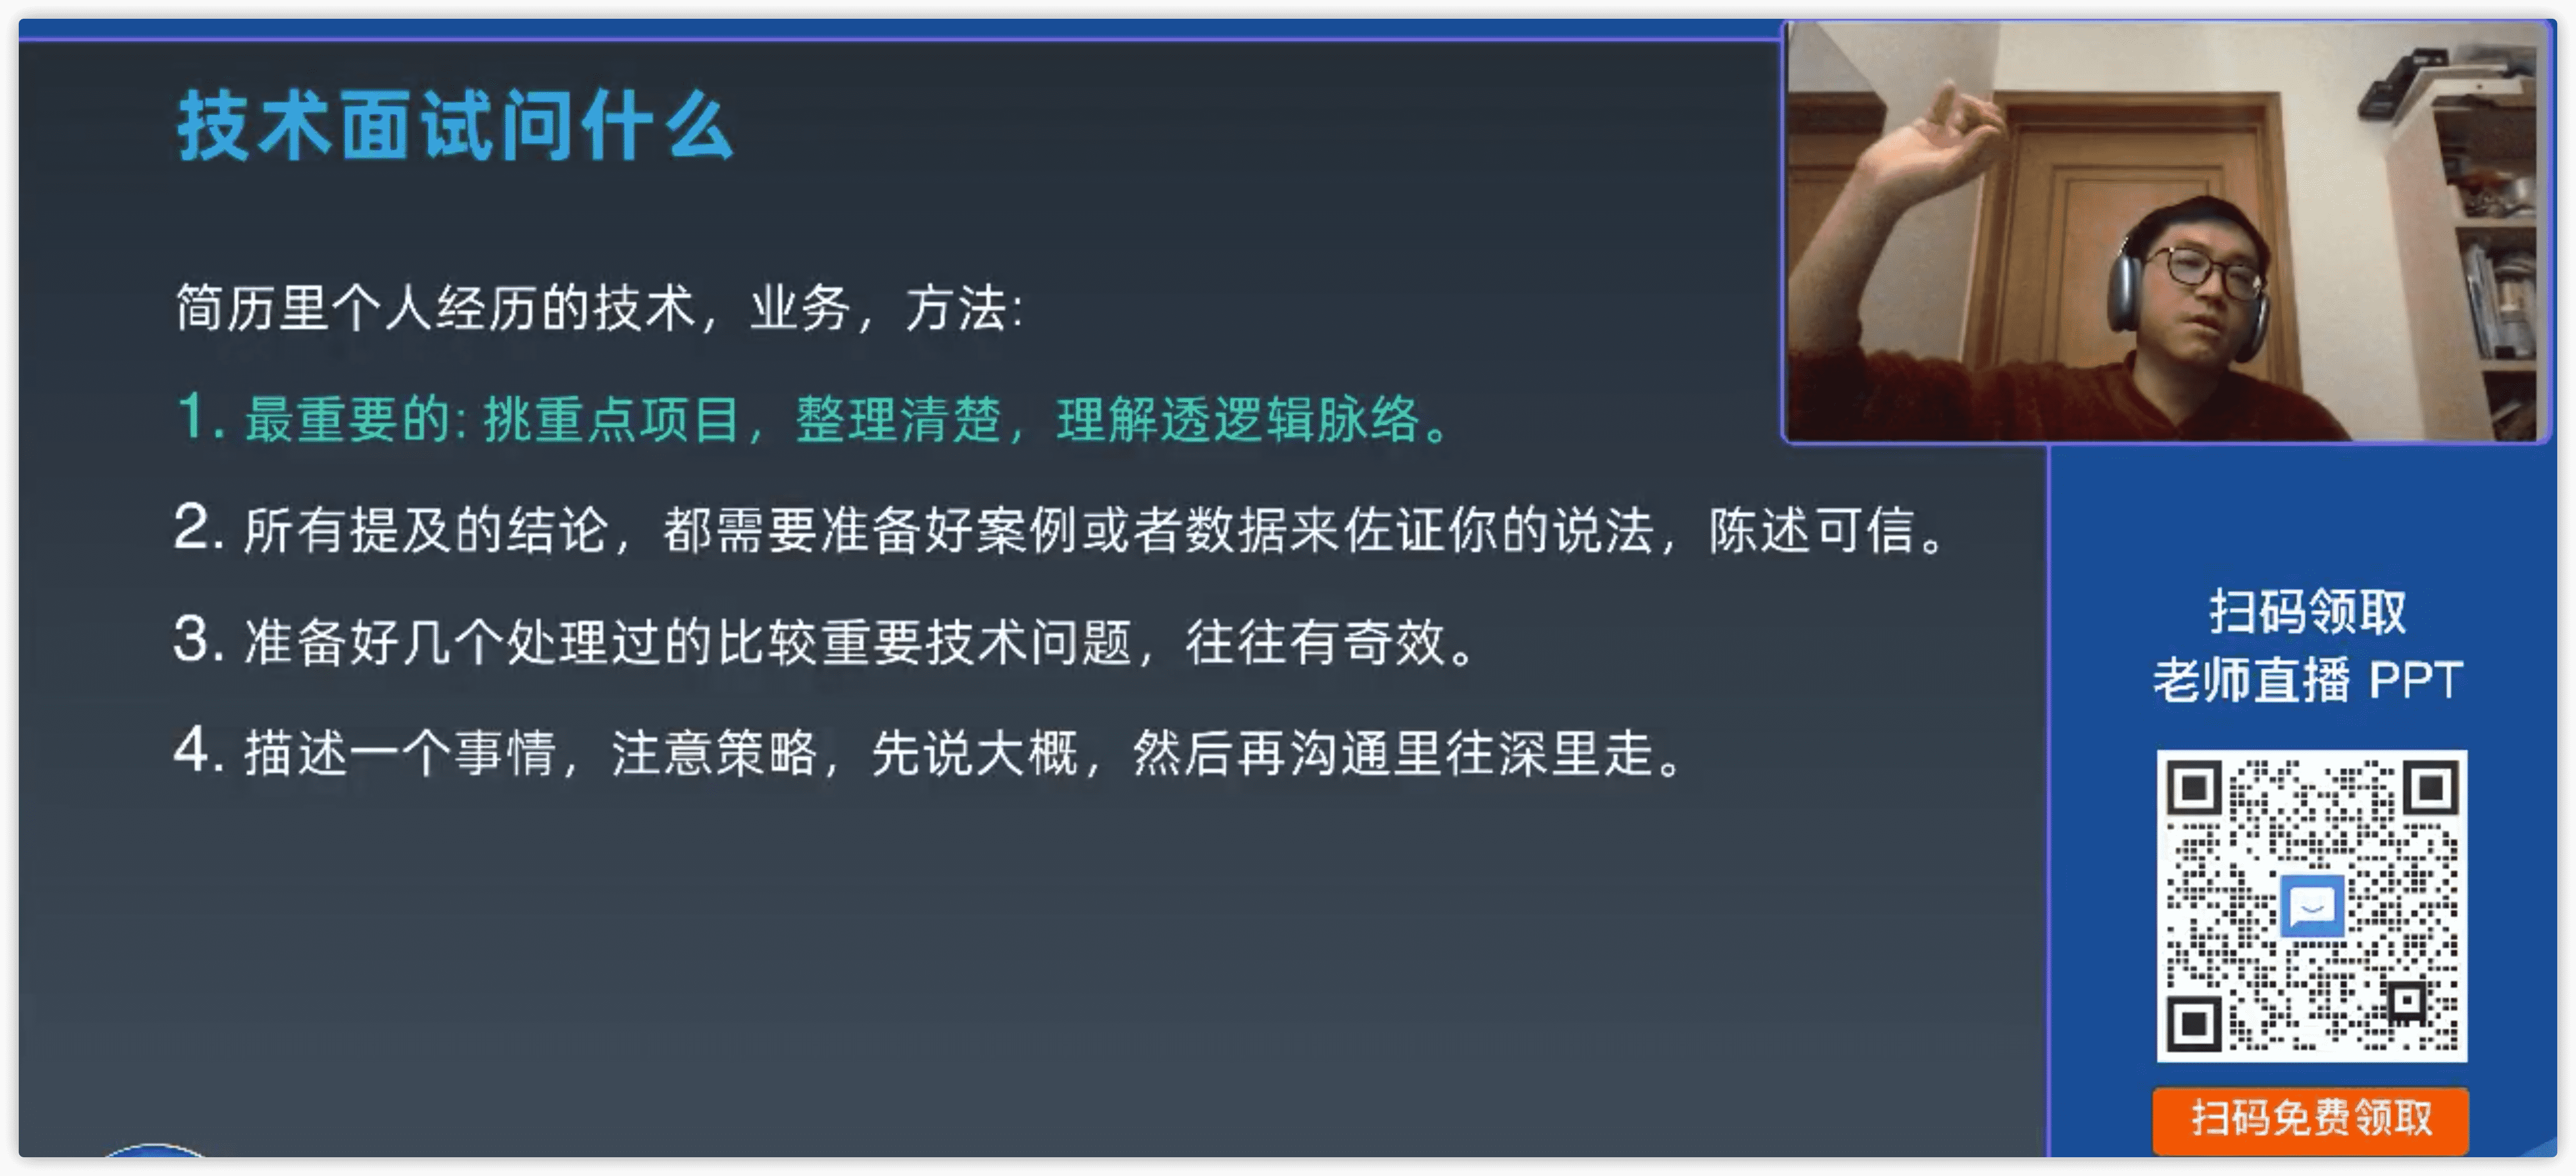 技术面试问什么
简历里个人经历的技术，业务，方法:
1. 最重要的: 挑重点项目，整理清楚，理解透逻辑脉络。
2. 所有提及的结论，都需要准备好案例或者数据来佐证你的说法，陈述可信。
3. 准备好几个处理过的比较重要技术问题，往往有奇效。
4. 描述一个事情，注意策略，先说大概，然后再沟通里往深里走。
扫码领取
老师直播 PPT
扫码免费领取